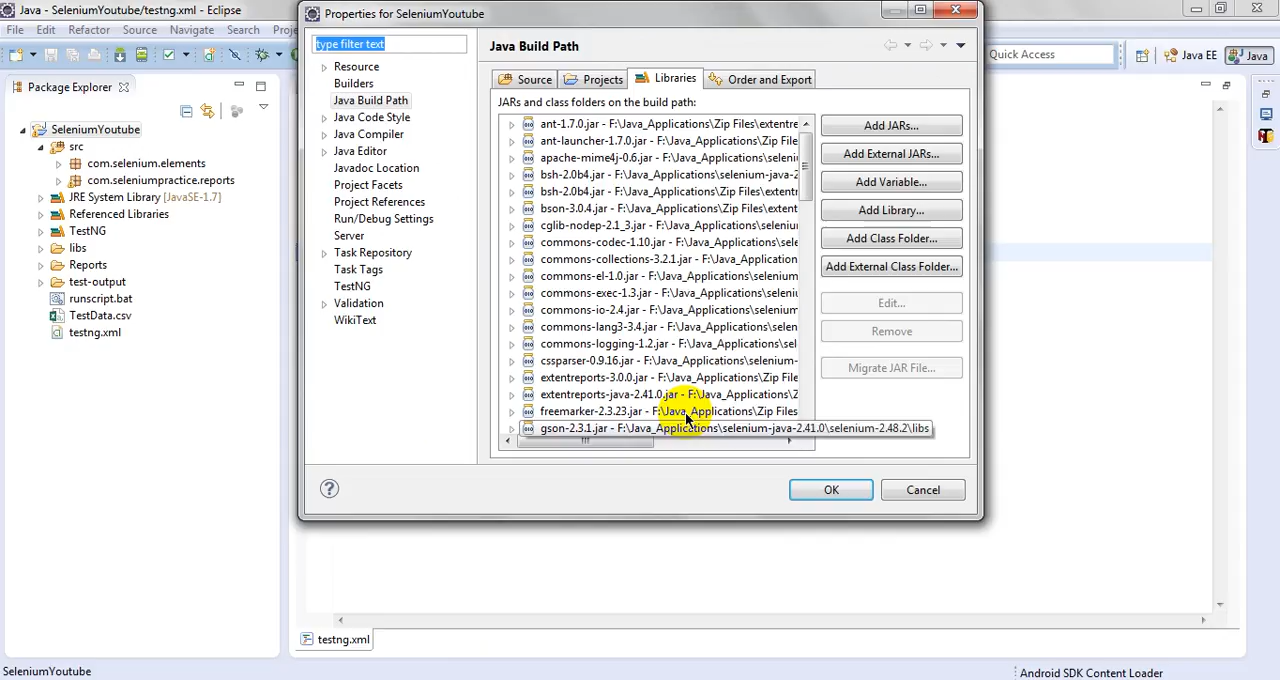 Java - SeleniumYoutube/testng.xml - Eclipse
File Edit Refactor Source Navigate Search
Quick Access
Java EE
Java
Package Explorer
SeleniumYoutube
src
com.selenium.elements
com.seleniumpractice.reports
JRE System Library [JavaSE-1.7]
Referenced Libraries
TestNG
libs
Reports
test-output
runscript.bat
TestData.csv
testng.xml
Properties for SeleniumYoutube
type filter text
Resource
Builders
Java Build Path
Java Code Style
Java Compiler
Java Editor
Javadoc Location
Project Facets
Project References
Run/Debug Settings
Server
Task Repository
Task Tags
TestNG
Validation
WikiText
Java Build Path
Source Projects Libraries Order and Export
JARs and class folders on the build path:
ant-1.7.0.jar - F:\Java_Applications\Zip Files\extentre
ant-launcher-1.7.0.jar - F:\Java_Applications\Zip File
apache-mime4j-0.6.jar - F:\Java_Applications\seleni
bsh-2.0b4.jar - F:\Java_Applications\selenium-java-2
bsh-2.0b4.jar - F:\Java_Applications\Zip Files\extentr
bson-3.0.4.jar - F:\Java_Applications\Zip Files\extent
cglib-nodep-2.1_3.jar - F:\Java_Applications\seleniu
commons-codec-1.10.jar - F:\Java_Applications\sele
commons-collections-3.2.1.jar - F:\Java_Application
commons-el-1.0.jar - F:\Java_Applications\selenium
commons-exec-1.3.jar - F:\Java_Applications\seleniu
commons-io-2.4.jar - F:\Java_Applications\selenium
commons-lang3-3.4.jar - F:\Java_Applications\seleni
commons-logging-1.2.jar - F:\Java_Applications\sele
cssparser-0.9.16.jar - F:\Java_Applications\selenium-
extentreports-3.0.0.jar - F:\Java_Applications\Zip File
extentreports-java-2.41.0.jar - F:\Java_Applications\Z
freemarker-2.3.23.jar - F:\Java_Applications\Zip Files
gson-2.3.1.jar - F:\Java_Applications\selenium-java-2.41.0\selenium-2.48.2\libs
Add JARs...
Add External JARs...
Add Variable...
Add Library...
Add Class Folder...
Add External Class Folder...
Edit...
Remove
Migrate JAR File...
OK
Cancel
testng.xml
SeleniumYoutube
Android SDK Content Loader